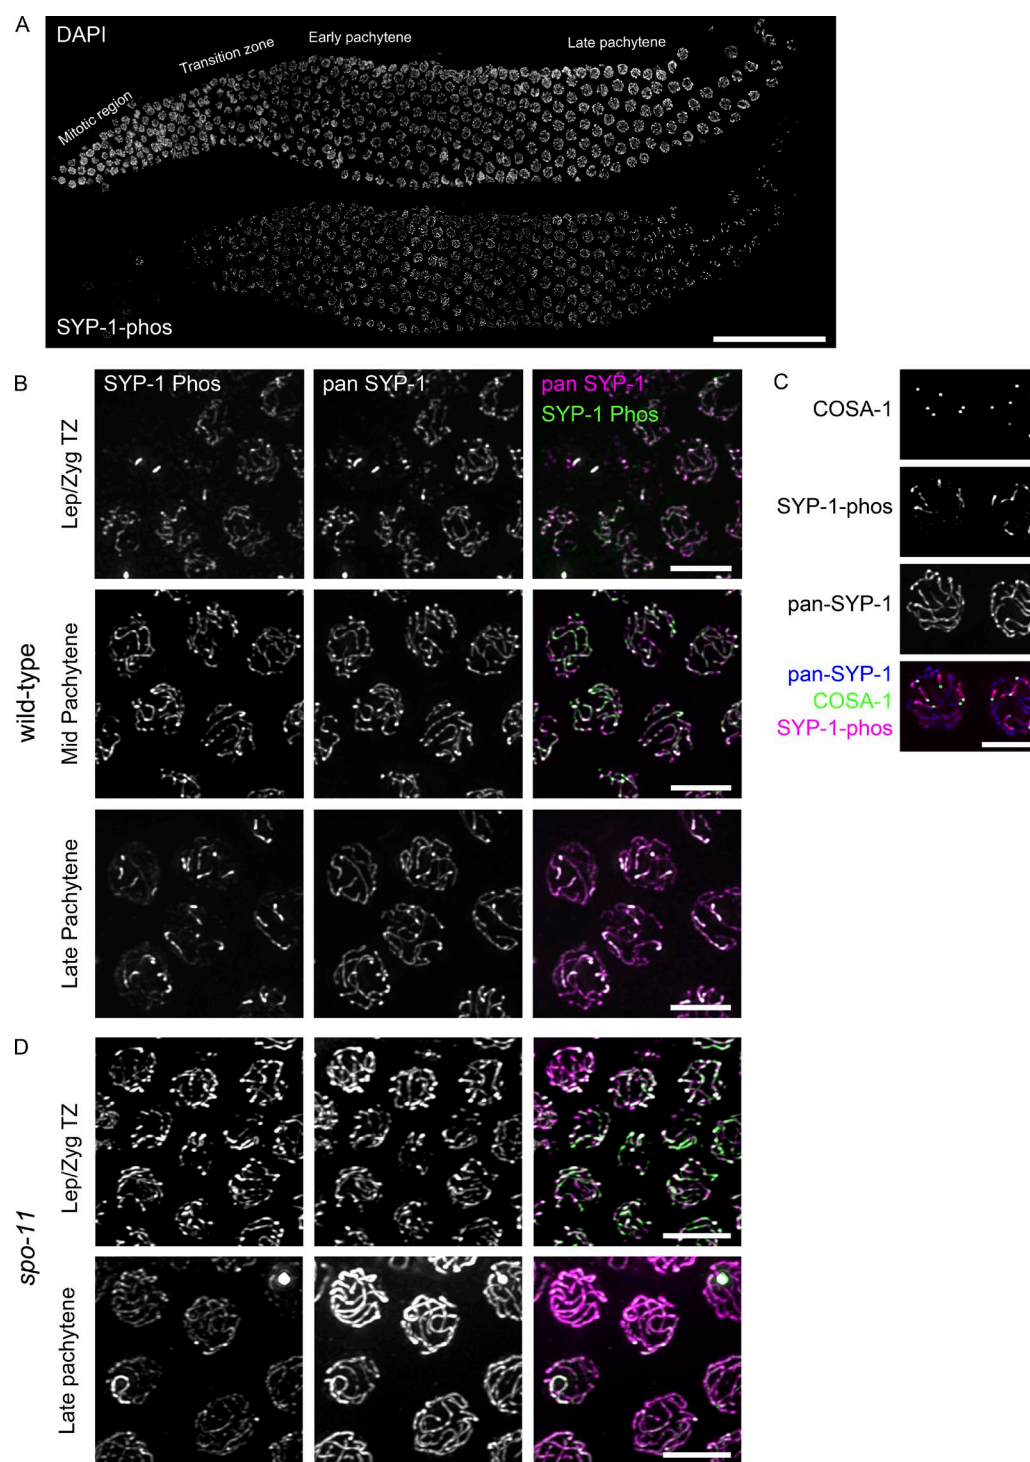 A
DAPI
Mitotic region
Transition zone
Early pachytene
Late pachytene
SYP-1-phos
B
SYP-1 Phos
pan SYP-1
pan SYP-1
SYP-1 Phos
wild-type
Lep/Zyg TZ
Mid Pachytene
Late Pachytene
C
COSA-1
SYP-1-phos
pan-SYP-1
pan-SYP-1
COSA-1
SYP-1-phos
D
spo-11
Lep/Zyg TZ
Late pachytene